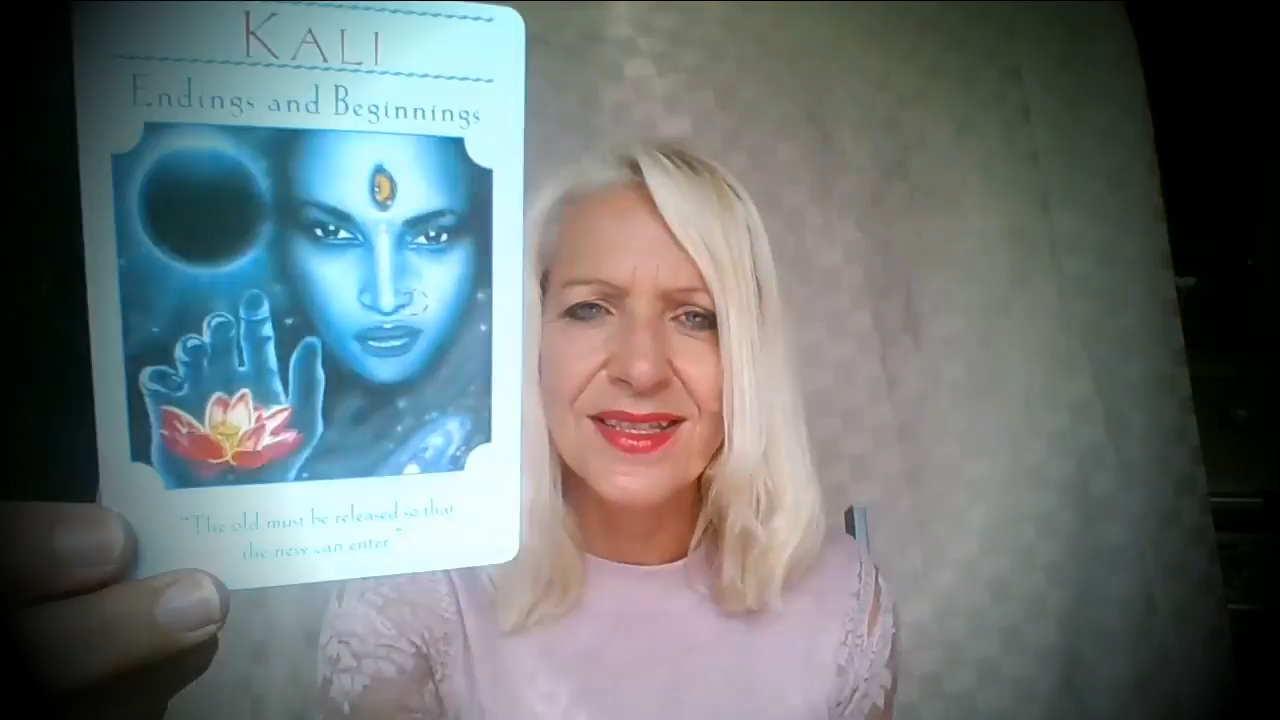 KALI
Endings and Beginnings
"The old must be released so that
the new can enter."